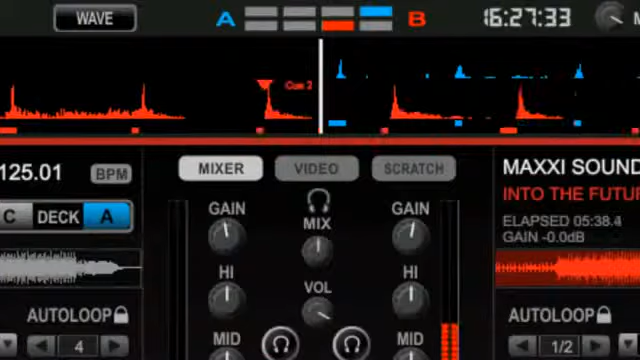 WAVE A B 16:27:33
Cue 2
125.01 BPM MIXER VIDEO SCRATCH MAXXI SOUND
INTO THE FUTUR
C DECK A GAIN MIX GAIN ELAPSED 05:38.4
GAIN -0.0dB
HI VOL HI
AUTOLOOP AUTOLOOP
4 MID MID 1/2